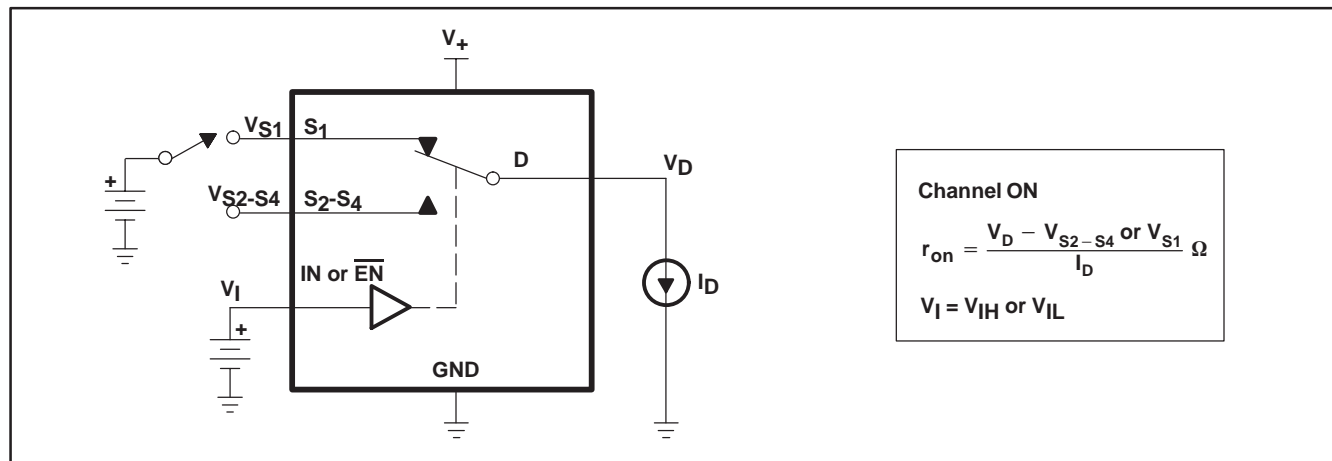 V+
VS1 S1
D
VD
+
VS2-S4 S2-S4
IN or EN
VI
+
ID
GND
Channel ON
ron = VD − VS2−S4 or VS1 / ID Ω
VI = VIH or VIL